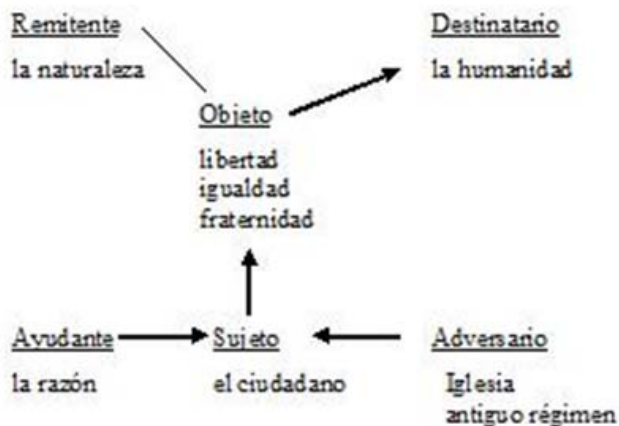 Remitente
la naturaleza
Destinatario
la humanidad
Objeto
libertad
igualdad
fraternidad
Ayudante
la razón
Sujeto
el ciudadano
Adversario
Iglesia
antiguo régimen